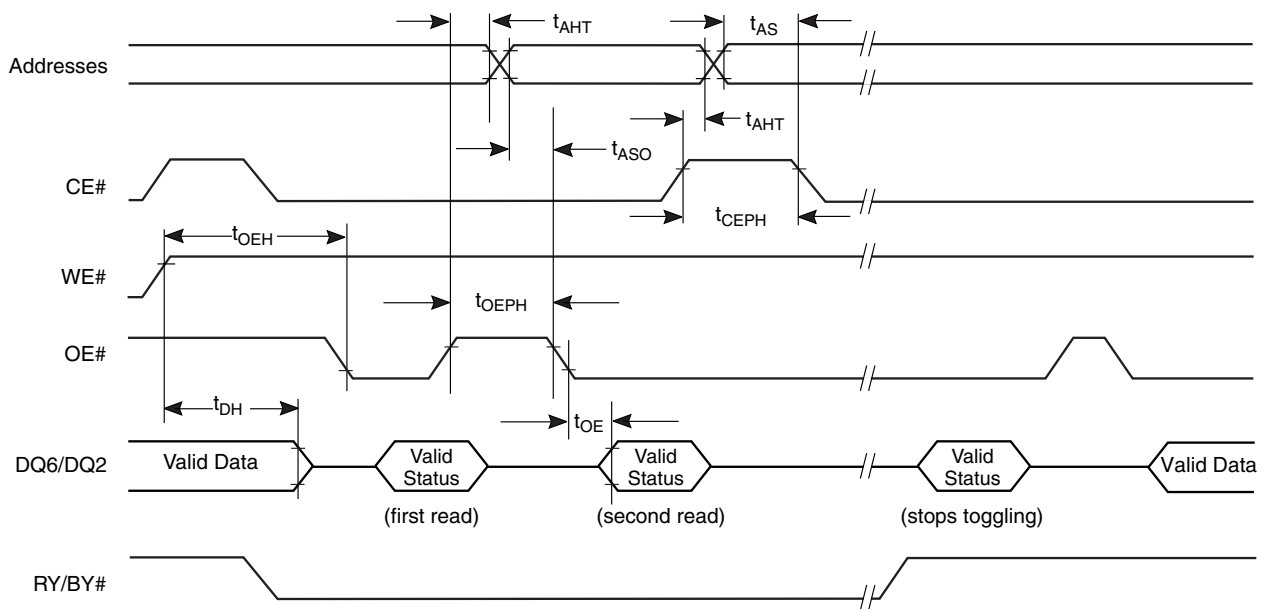 tAHT
tAS
Addresses
tAHT
tASO
CE#
tCEPH
tOEH
WE#
tOEPH
OE#
tDH
tOE
DQ6/DQ2
Valid Data
Valid
Status
Valid
Status
Valid
Status
Valid Data
(first read)
(second read)
(stops toggling)
RY/BY#